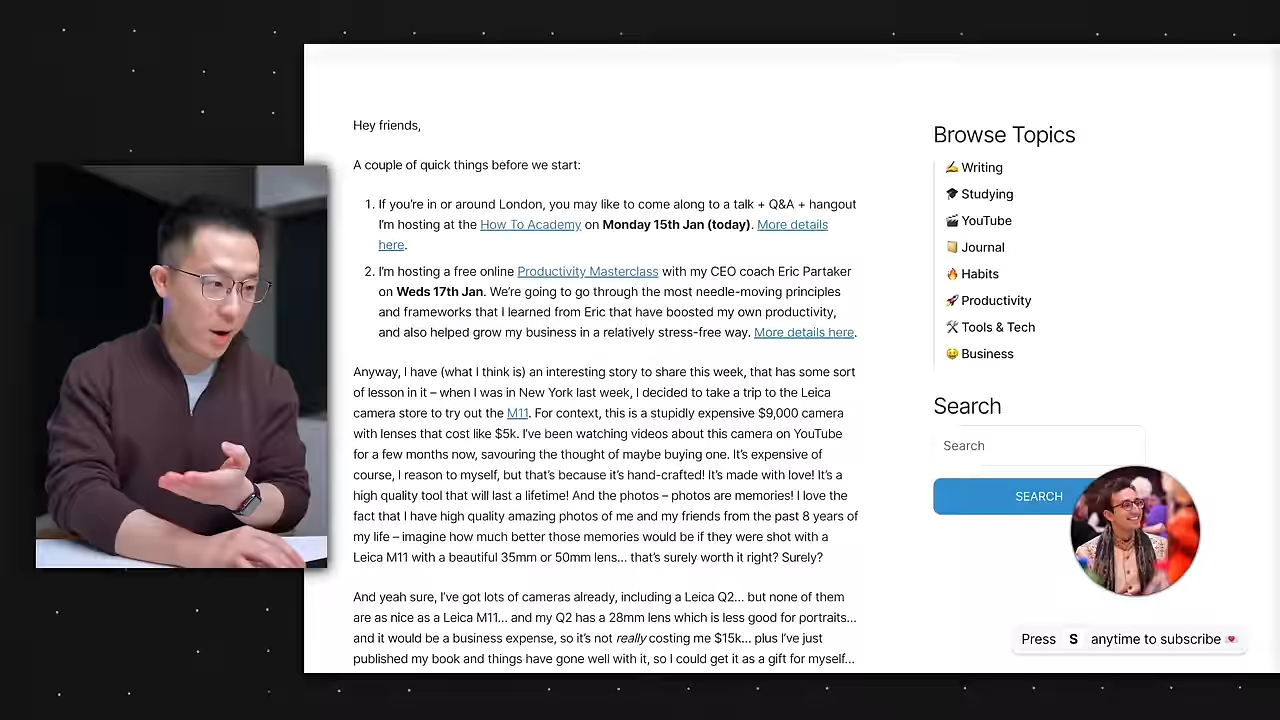 Hey friends,
A couple of quick things before we start:
1. If you’re in or around London, you may like to come along to a talk + Q&A + hangout
I’m hosting at the How To Academy on Monday 15th Jan (today). More details
here.
2. I’m hosting a free online Productivity Masterclass with my CEO coach Eric Partaker
on Weds 17th Jan. We’re going to go through the most needle-moving principles
and frameworks that I learned from Eric that have boosted my own productivity,
and also helped grow my business in a relatively stress-free way. More details here.
Anyway, I have (what I think is) an interesting story to share this week, that has some sort
of lesson in it – when I was in New York last week, I decided to take a trip to the Leica
camera store to try out the M11. For context, this is a stupidly expensive $9,000 camera
with lenses that cost like $5k. I’ve been watching videos about this camera on YouTube
for a few months now, savouring the thought of maybe buying one. It’s expensive of
course, I reason to myself, but that’s because it’s hand-crafted! It’s made with love! It’s a
high quality tool that will last a lifetime! And the photos – photos are memories! I love the
fact that I have high quality amazing photos of me and my friends from the past 8 years of
my life – imagine how much better those memories would be if they were shot with a
Leica M11 with a beautiful 35mm or 50mm lens… that’s surely worth it right? Surely?
And yeah sure, I’ve got lots of cameras already, including a Leica Q2… but none of them
are as nice as a Leica M11… and my Q2 has a 28mm lens which is less good for portraits…
and it would be a business expense, so it’s not really costing me $15k… plus I’ve just
published my book and things have gone well with it, so I could get it as a gift for myself…
Browse Topics
✍️ Writing
🎓 Studying
🎬 YouTube
📔 Journal
🔥 Habits
🚀 Productivity
🛠 Tools & Tech
🤑 Business
Search
Search
SEARCH
Press S anytime to subscribe 💌